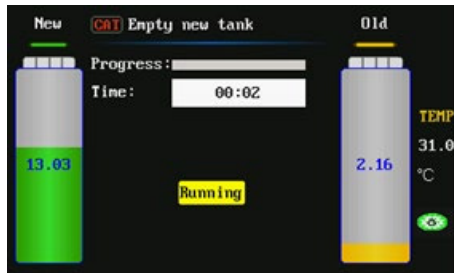 New
CAT Empty new tank
Old
Progress:
Time: 00:02
TEMP
31.0
°C
13.03
2.16
Running